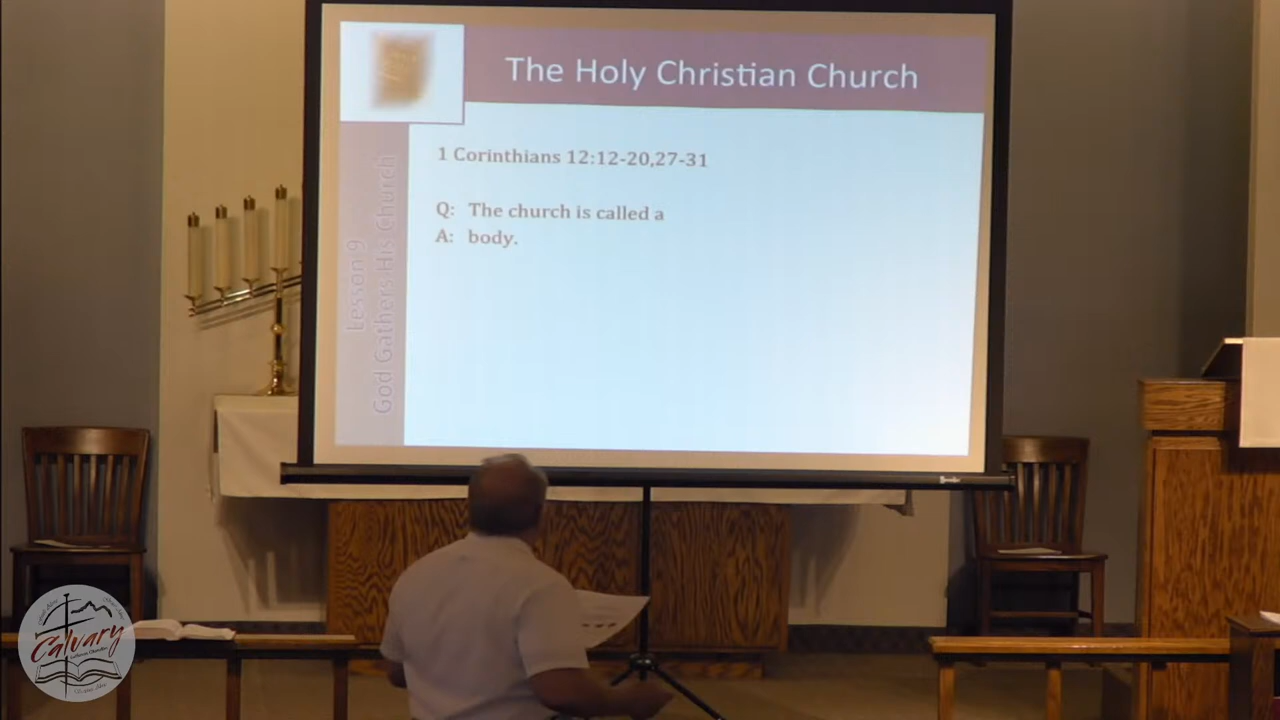 The Holy Christian Church
1 Corinthians 12:12-20,27-31
Q: The church is called a
A: body.
Lesson 9
God Gathers His Church
Calvary